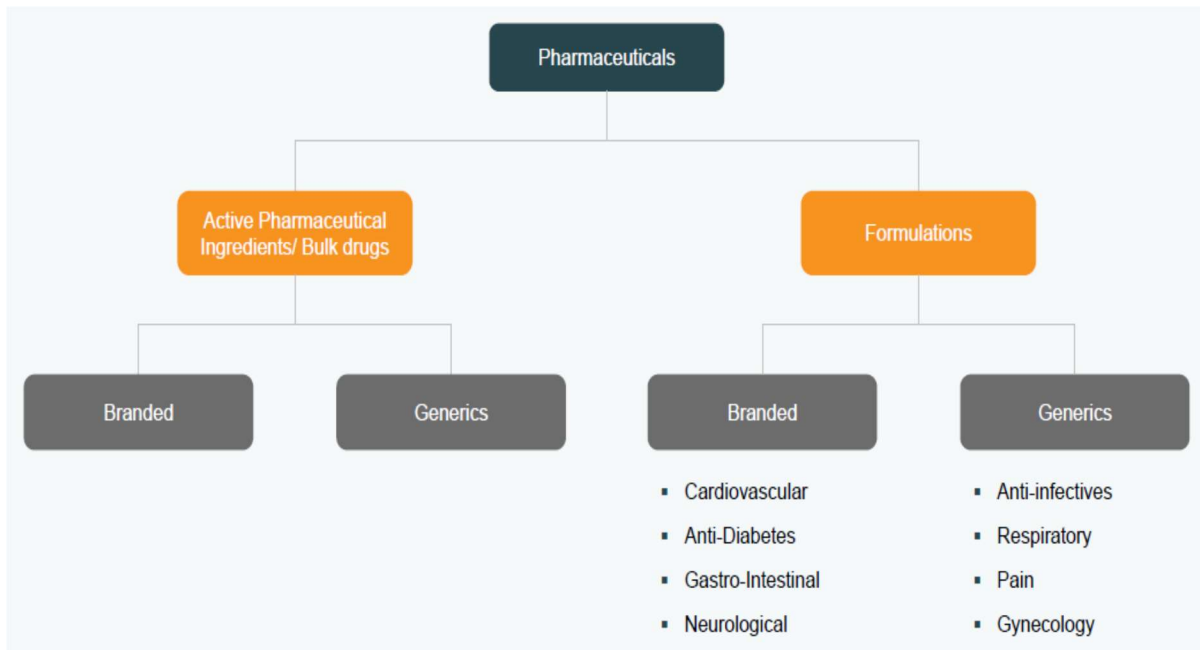 Pharmaceuticals
Active Pharmaceutical
Ingredients/ Bulk drugs
Formulations
Branded
Generics
Branded
Generics
▪ Cardiovascular
▪ Anti-Diabetes
▪ Gastro-Intestinal
▪ Neurological
▪ Anti-infectives
▪ Respiratory
▪ Pain
▪ Gynecology